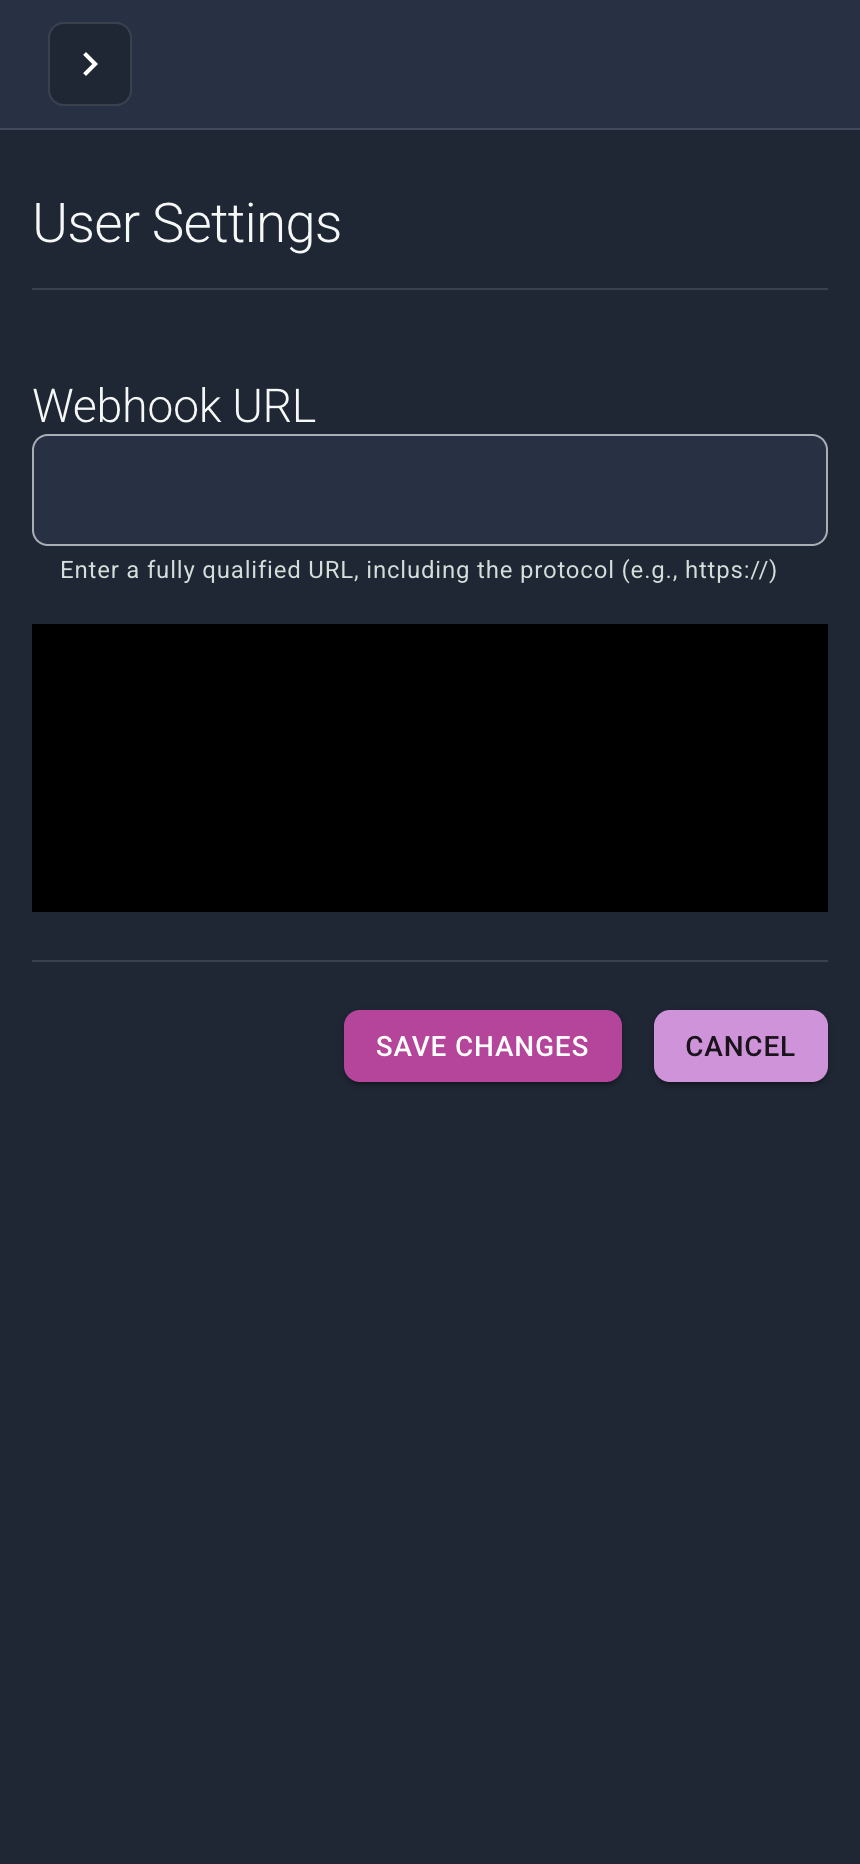 User Settings
Webhook URL
Enter a fully qualified URL, including the protocol (e.g., https://)
SAVE CHANGES
CANCEL